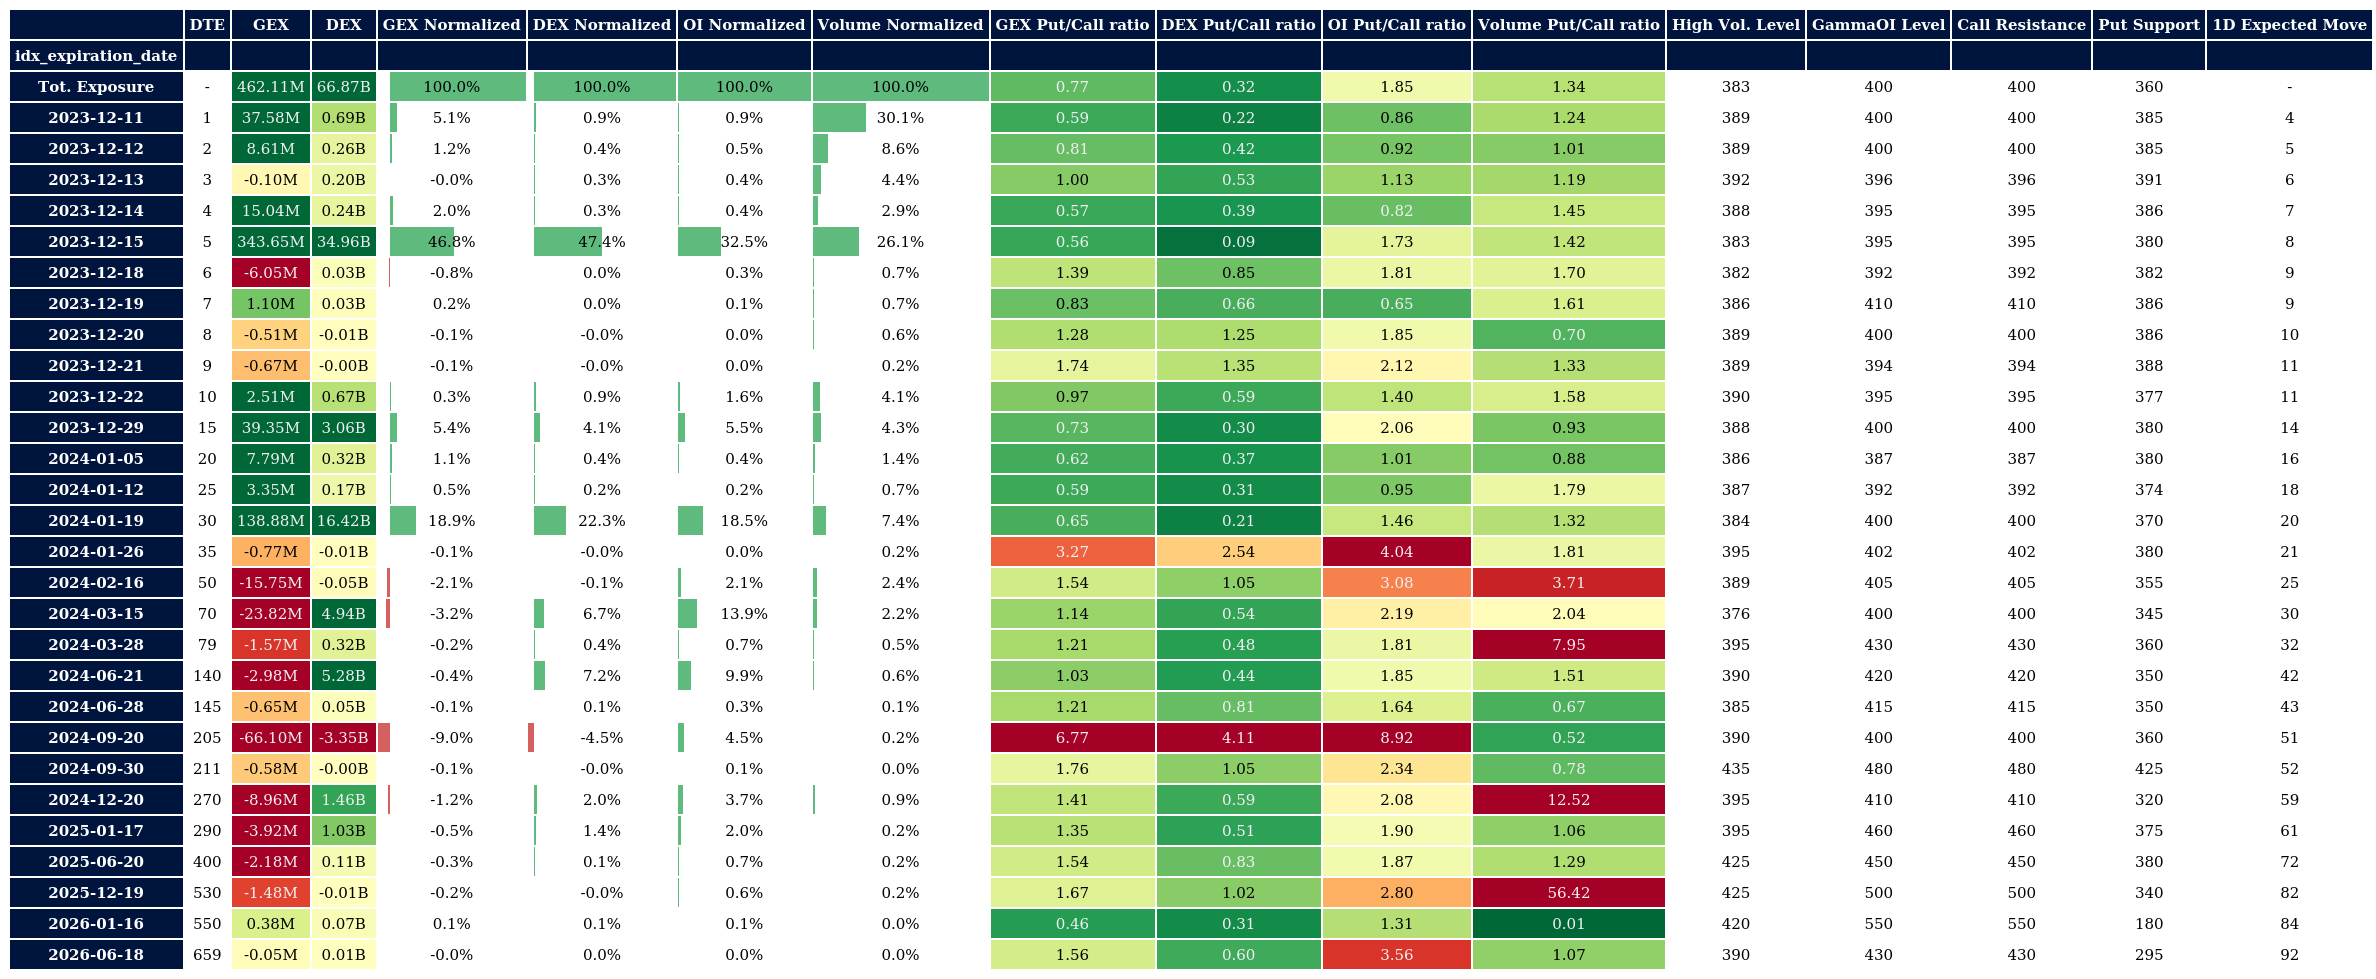 DTE GEX DEX GEX Normalized DEX Normalized OI Normalized Volume Normalized GEX Put/Call ratio DEX Put/Call ratio OI Put/Call ratio Volume Put/Call ratio High Vol. Level GammaOI Level Call Resistance Put Support 1D Expected Move
idx_expiration_date
Tot. Exposure - 462.11M 66.87B 100.0% 100.0% 100.0% 100.0% 0.77 0.32 1.85 1.34 383 400 400 360 -
2023-12-11 1 37.58M 0.69B 5.1% 0.9% 0.9% 30.1% 0.59 0.22 0.86 1.24 389 400 400 385 4
2023-12-12 2 8.61M 0.26B 1.2% 0.4% 0.5% 8.6% 0.81 0.42 0.92 1.01 389 400 400 385 5
2023-12-13 3 -0.10M 0.20B -0.0% 0.3% 0.4% 4.4% 1.00 0.53 1.13 1.19 392 396 396 391 6
2023-12-14 4 15.04M 0.24B 2.0% 0.3% 0.4% 2.9% 0.57 0.39 0.82 1.45 388 395 395 386 7
2023-12-15 5 343.65M 34.96B 46.8% 47.4% 32.5% 26.1% 0.56 0.09 1.73 1.42 383 395 395 380 8
2023-12-18 6 -6.05M 0.03B -0.8% 0.0% 0.3% 0.7% 1.39 0.85 1.81 1.70 382 392 392 382 9
2023-12-19 7 1.10M 0.03B 0.2% 0.0% 0.1% 0.7% 0.83 0.66 0.65 1.61 386 410 410 386 9
2023-12-20 8 -0.51M -0.01B -0.1% -0.0% 0.0% 0.6% 1.28 1.25 1.85 0.70 389 400 400 386 10
2023-12-21 9 -0.67M -0.00B -0.1% -0.0% 0.0% 0.2% 1.74 1.35 2.12 1.33 389 394 394 388 11
2023-12-22 10 2.51M 0.67B 0.3% 0.9% 1.6% 4.1% 0.97 0.59 1.40 1.58 390 395 395 377 11
2023-12-29 15 39.35M 3.06B 5.4% 4.1% 5.5% 4.3% 0.73 0.30 2.06 0.93 388 400 400 380 14
2024-01-05 20 7.79M 0.32B 1.1% 0.4% 0.4% 1.4% 0.62 0.37 1.01 0.88 386 387 387 380 16
2024-01-12 25 3.35M 0.17B 0.5% 0.2% 0.2% 0.7% 0.59 0.31 0.95 1.79 387 392 392 374 18
2024-01-19 30 138.88M 16.42B 18.9% 22.3% 18.5% 7.4% 0.65 0.21 1.46 1.32 384 400 400 370 20
2024-01-26 35 -0.77M -0.01B -0.1% -0.0% 0.0% 0.2% 3.27 2.54 4.04 1.81 395 402 402 380 21
2024-02-16 50 -15.75M -0.05B -2.1% -0.1% 2.1% 2.4% 1.54 1.05 3.08 3.71 389 405 405 355 25
2024-03-15 70 -23.82M 4.94B -3.2% 6.7% 13.9% 2.2% 1.14 0.54 2.19 2.04 376 400 400 345 30
2024-03-28 79 -1.57M 0.32B -0.2% 0.4% 0.7% 0.5% 1.21 0.48 1.81 7.95 395 430 430 360 32
2024-06-21 140 -2.98M 5.28B -0.4% 7.2% 9.9% 0.6% 1.03 0.44 1.85 1.51 390 420 420 350 42
2024-06-28 145 -0.65M 0.05B -0.1% 0.1% 0.3% 0.1% 1.21 0.81 1.64 0.67 385 415 415 350 43
2024-09-20 205 -66.10M -3.35B -9.0% -4.5% 4.5% 0.2% 6.77 4.11 8.92 0.52 390 400 400 360 51
2024-09-30 211 -0.58M -0.00B -0.1% -0.0% 0.1% 0.0% 1.76 1.05 2.34 0.78 435 480 480 425 52
2024-12-20 270 -8.96M 1.46B -1.2% 2.0% 3.7% 0.9% 1.41 0.59 2.08 12.52 395 410 410 320 59
2025-01-17 290 -3.92M 1.03B -0.5% 1.4% 2.0% 0.2% 1.35 0.51 1.90 1.06 395 460 460 375 61
2025-06-20 400 -2.18M 0.11B -0.3% 0.1% 0.7% 0.2% 1.54 0.83 1.87 1.29 425 450 450 380 72
2025-12-19 530 -1.48M -0.01B -0.2% -0.0% 0.6% 0.2% 1.67 1.02 2.80 56.42 425 500 500 340 82
2026-01-16 550 0.38M 0.07B 0.1% 0.1% 0.1% 0.0% 0.46 0.31 1.31 0.01 420 550 550 180 84
2026-06-18 659 -0.05M 0.01B -0.0% 0.0% 0.0% 0.0% 1.56 0.60 3.56 1.07 390 430 430 295 92